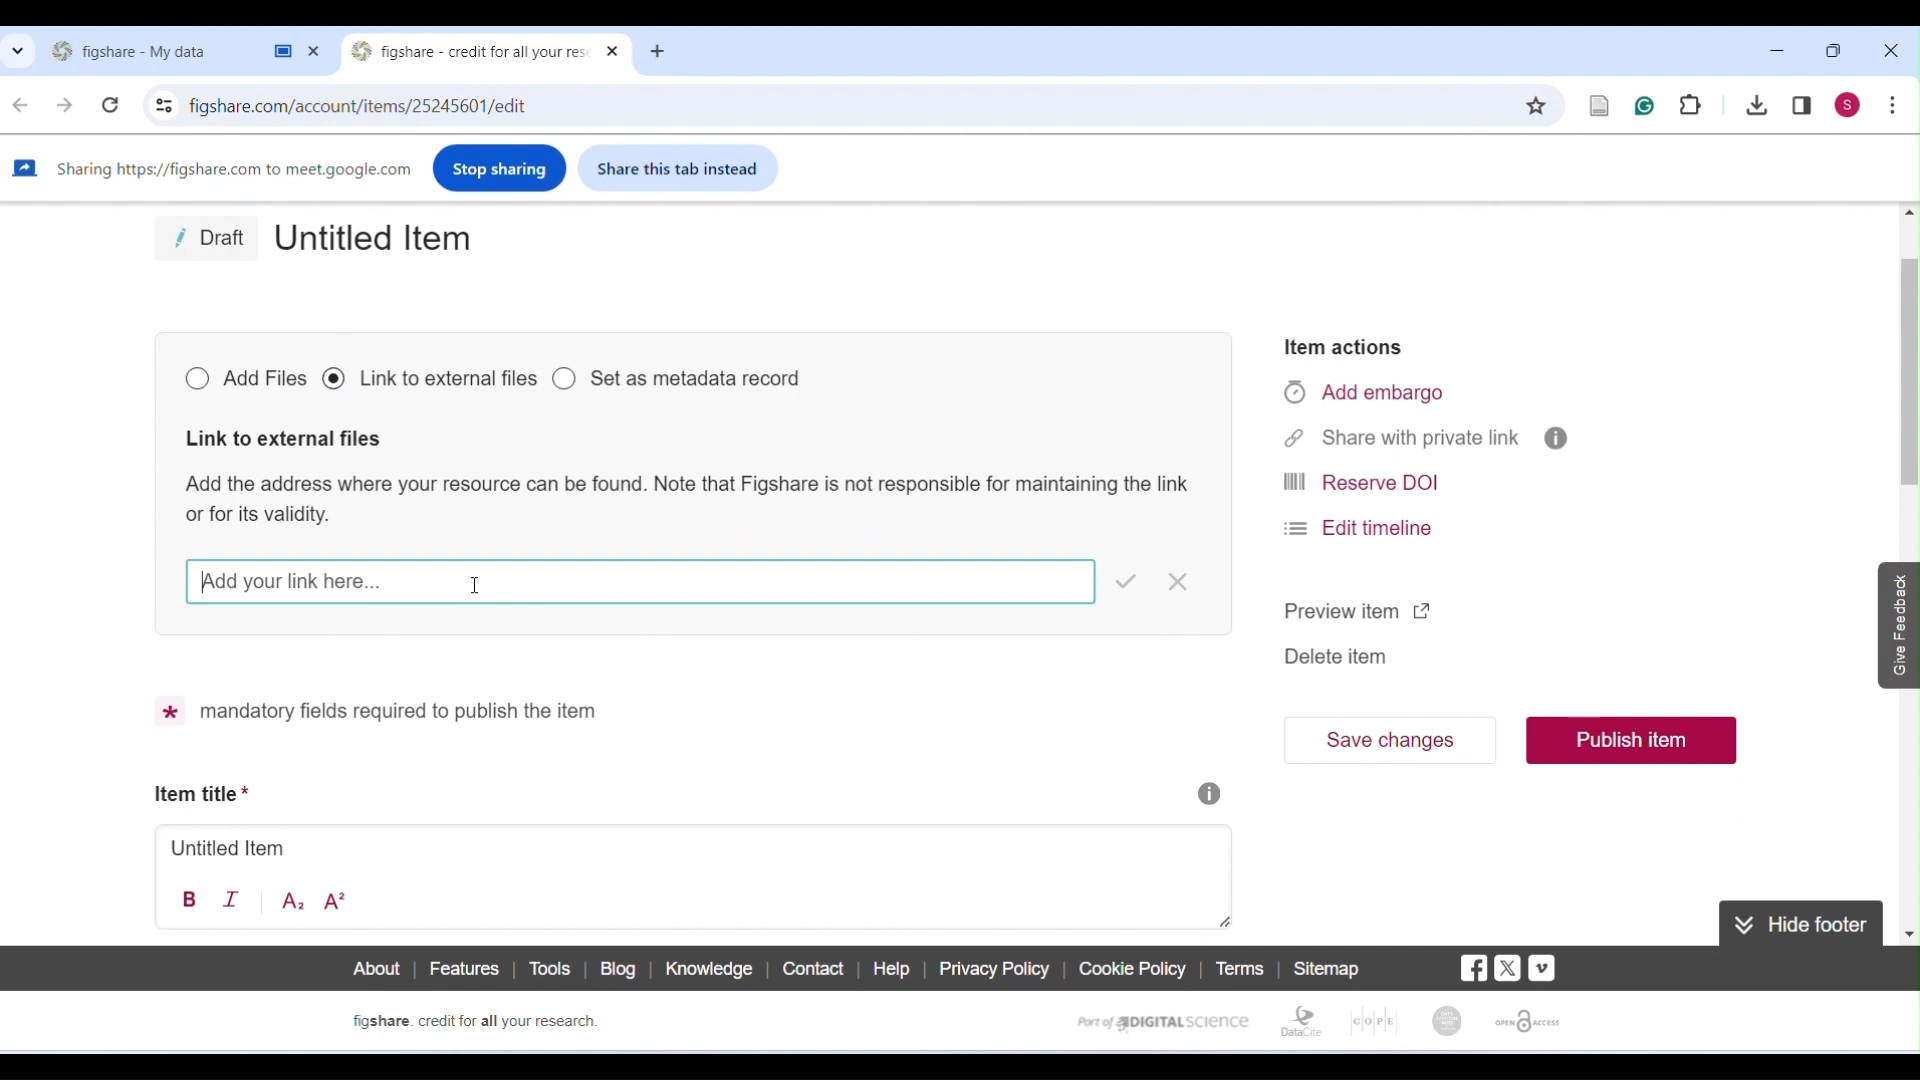 figshare - My data
figshare - credit for all your rese
figshare.com/account/items/25245601/edit
S
Sharing https://figshare.com to meet.google.com
Stop sharing
Share this tab instead
Draft
Untitled Item
Add Files
Link to external files
Set as metadata record
Link to external files
Add the address where your resource can be found. Note that Figshare is not responsible for maintaining the link
or for its validity.
Add your link here...
Item actions
Add embargo
Share with private link
Reserve DOI
Edit timeline
Preview item
Delete item
Save changes
Publish item
Give Feedback
* mandatory fields required to publish the item
Item title *
Untitled Item
B I A₂ A²
Hide footer
About | Features | Tools | Blog | Knowledge | Contact | Help | Privacy Policy | Cookie Policy | Terms | Sitemap
figshare. credit for all your research.
Part of DIGITAL SCIENCE
DataCite
C O P E
OPEN ACCESS